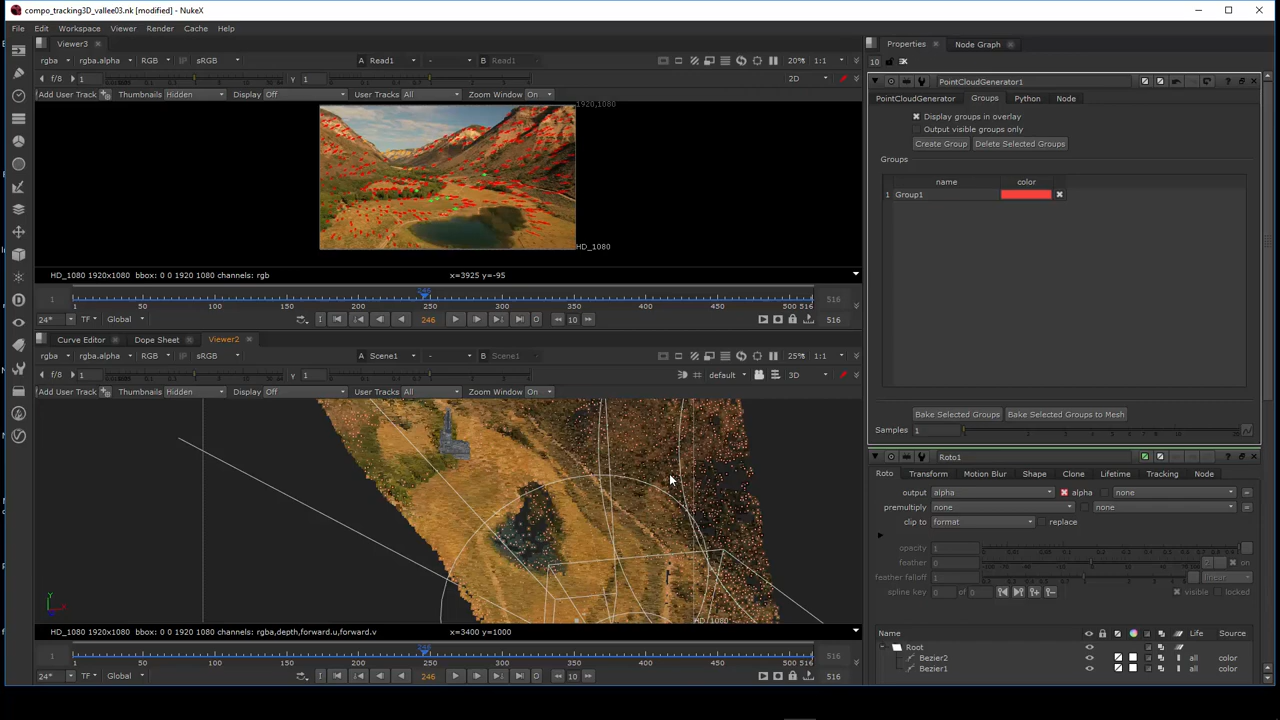 compo_tracking3D_vallee03.nk [modified] - NukeX
File Edit Workspace Viewer Render Cache Help
Viewer3
rgba rgba.alpha RGB IP sRGB A Read1 - B Read1 20% 1:1
f/8 1 Y 1 2D
Add User Track Thumbnails Hidden Display Off User Tracks All Zoom Window On
1920,1080
HD_1080
HD_1080 1920x1080 bbox: 0 0 1920 1080 channels: rgb x=3925 y=-95
246
1 1 50 100 150 200 250 300 350 400 450 500 516 516
24* TF Global 246 10 516
Curve Editor Dope Sheet Viewer2
rgba rgba.alpha RGB IP sRGB A Scene1 - B Scene1 25% 1:1
f/8 1 Y 1 default 3D
Add User Track Thumbnails Hidden Display Off User Tracks All Zoom Window On
HD_1080
HD_1080 1920x1080 bbox: 0 0 1920 1080 channels: rgba,depth,forward.u,forward.v x=3400 y=1000
246
1 1 50 100 150 200 250 300 350 400 450 500 516 516
24* TF Global 246 10 516
Properties Node Graph
10
PointCloudGenerator1
PointCloudGenerator Groups Python Node
Display groups in overlay
Output visible groups only
Create Group Delete Selected Groups
Groups
name color
1 Group1
Bake Selected Groups Bake Selected Groups to Mesh
Samples 1
Roto1
Roto Transform Motion Blur Shape Clone Lifetime Tracking Node
output alpha alpha none
premultiply none none
clip to format replace
opacity 1
feather 0 on
feather falloff 1 linear
spline key 0 of 0 visible locked
Name Life Source
Root
Bezier2 all color
Bezier1 all color